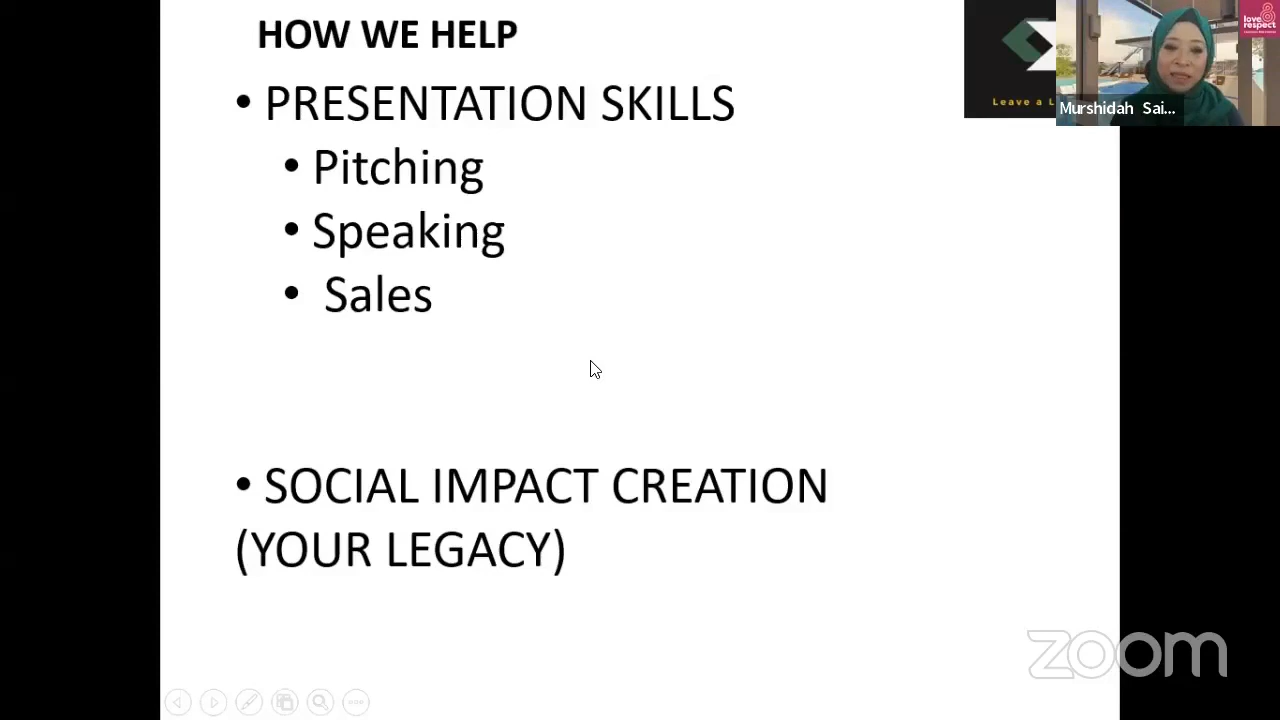 HOW WE HELP
• PRESENTATION SKILLS
• Pitching
• Speaking
• Sales
• SOCIAL IMPACT CREATION
(YOUR LEGACY)
Leave a L
love&
respect
Murshidah Sai...
zoom